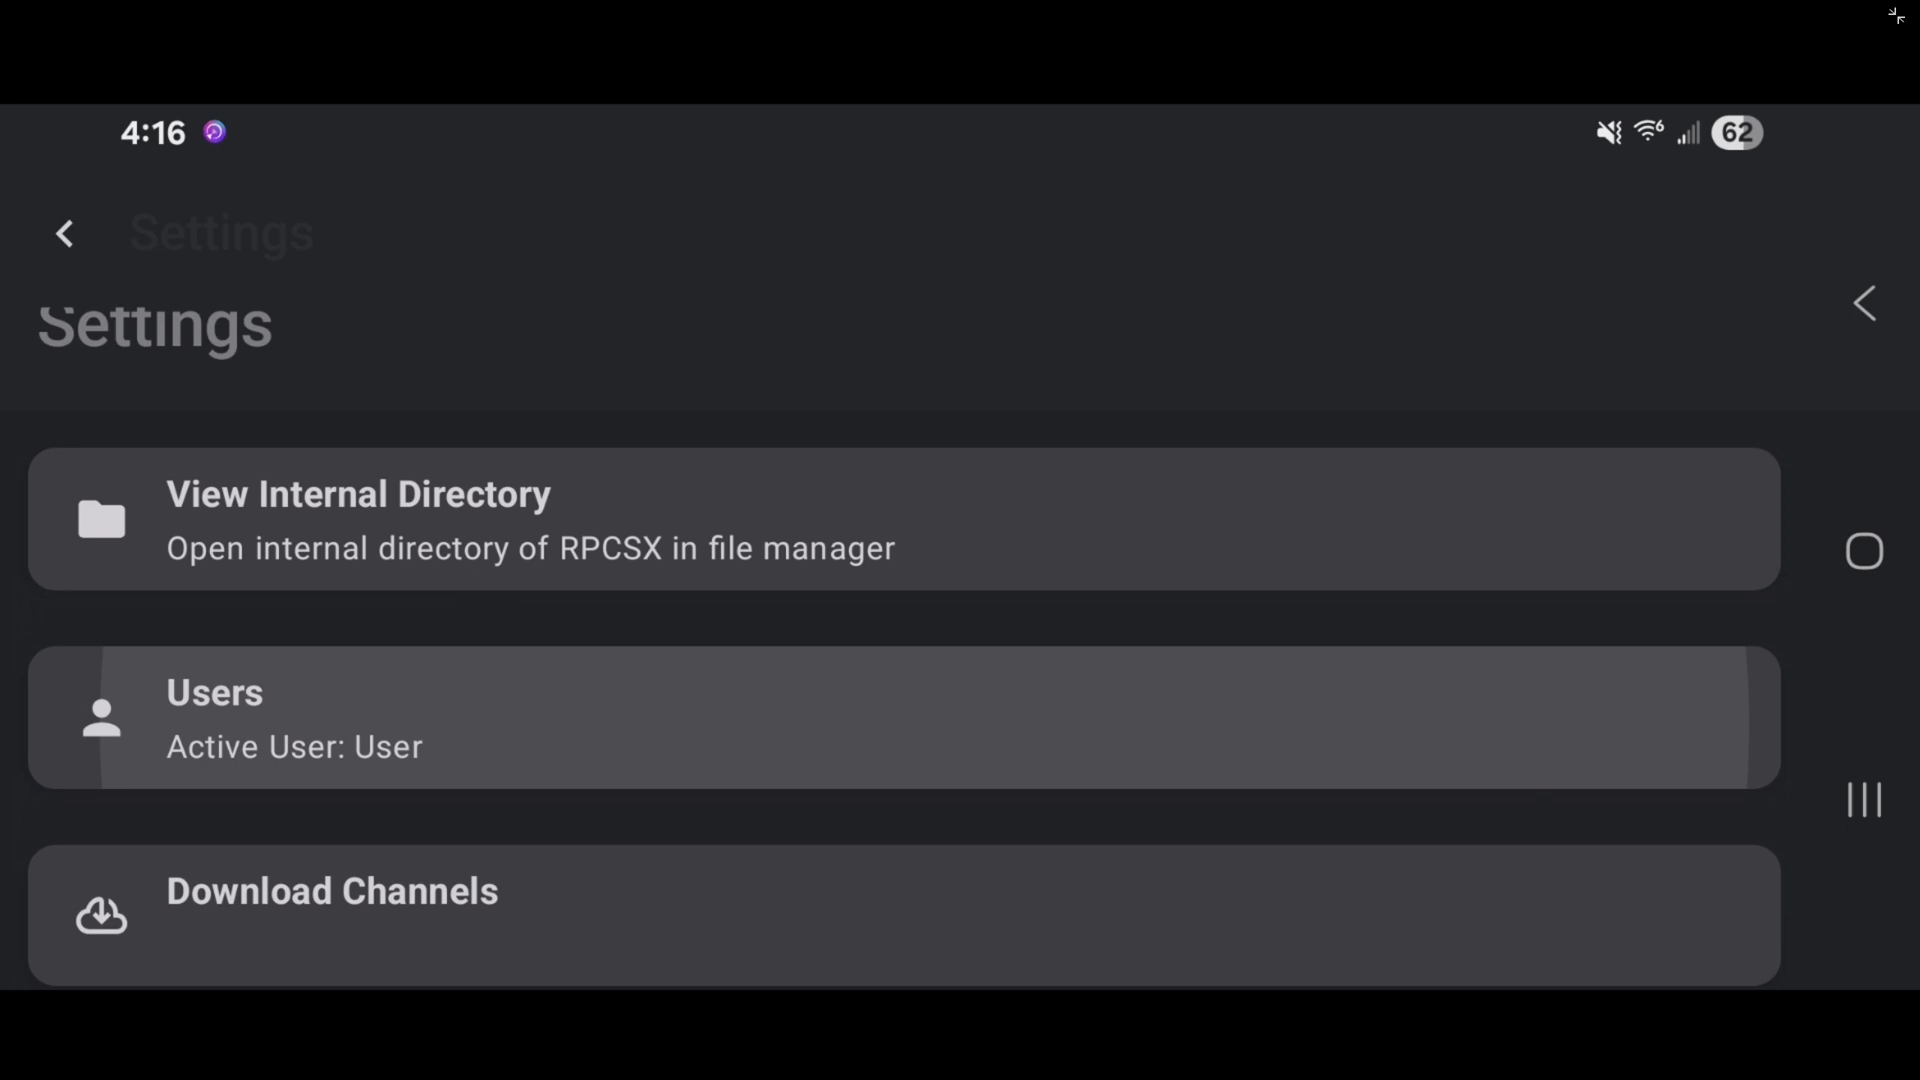 4:16
6
62
Settings
Settings
View Internal Directory
Open internal directory of RPCSX in file manager
Users
Active User: User
Download Channels